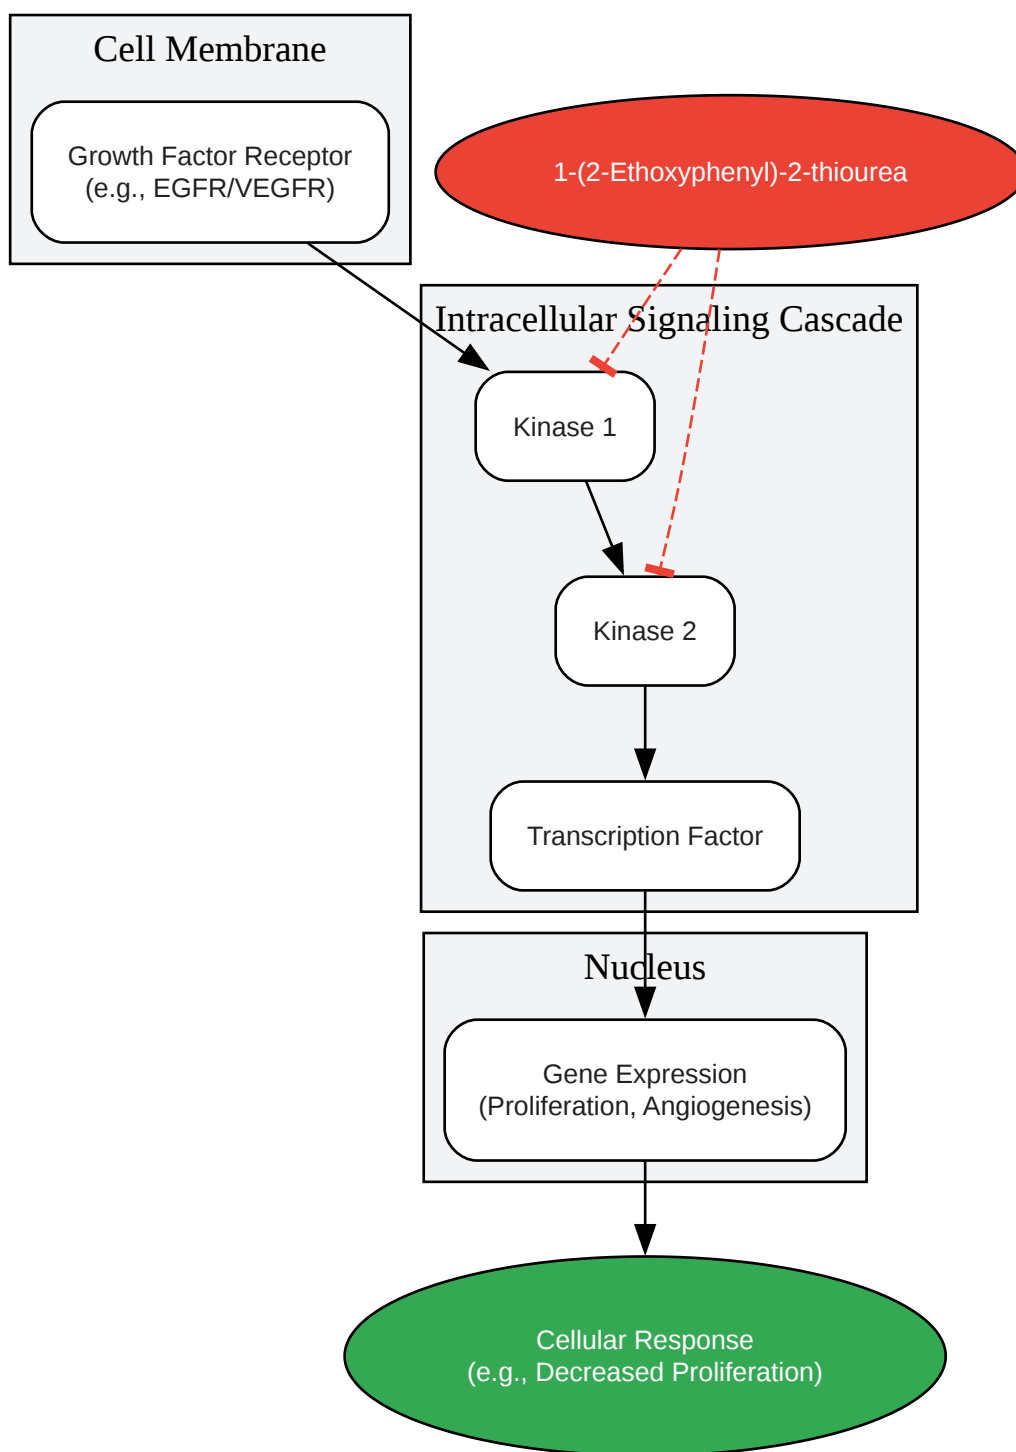 Cell Membrane
Growth Factor Receptor
(e.g., EGFR/VEGFR)
1-(2-Ethoxyphenyl)-2-thiourea
Intracellular Signaling Cascade
Kinase 1
Kinase 2
Transcription Factor
Nucleus
Gene Expression
(Proliferation, Angiogenesis)
Cellular Response
(e.g., Decreased Proliferation)